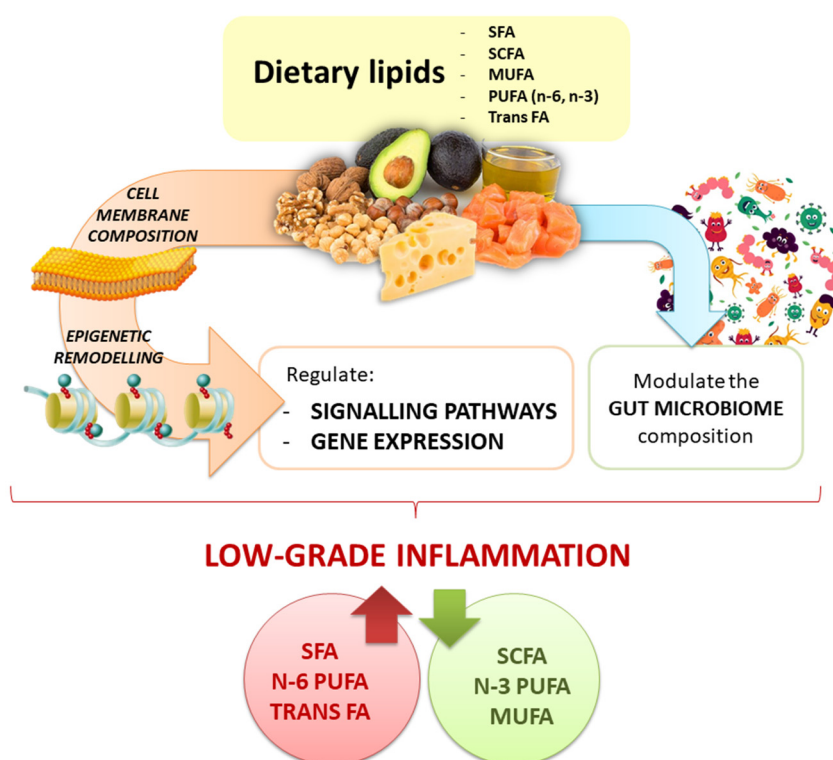 Dietary lipids
- SFA
- SCFA
- MUFA
- PUFA (n-6, n-3)
- Trans FA
CELL
MEMBRANE
COMPOSITION
EPIGENETIC
REMODELLING
Regulate:
- SIGNALLING PATHWAYS
- GENE EXPRESSION
Modulate the
GUT MICROBIOME
composition
LOW-GRADE INFLAMMATION
SFA
N-6 PUFA
TRANS FA
SCFA
N-3 PUFA
MUFA